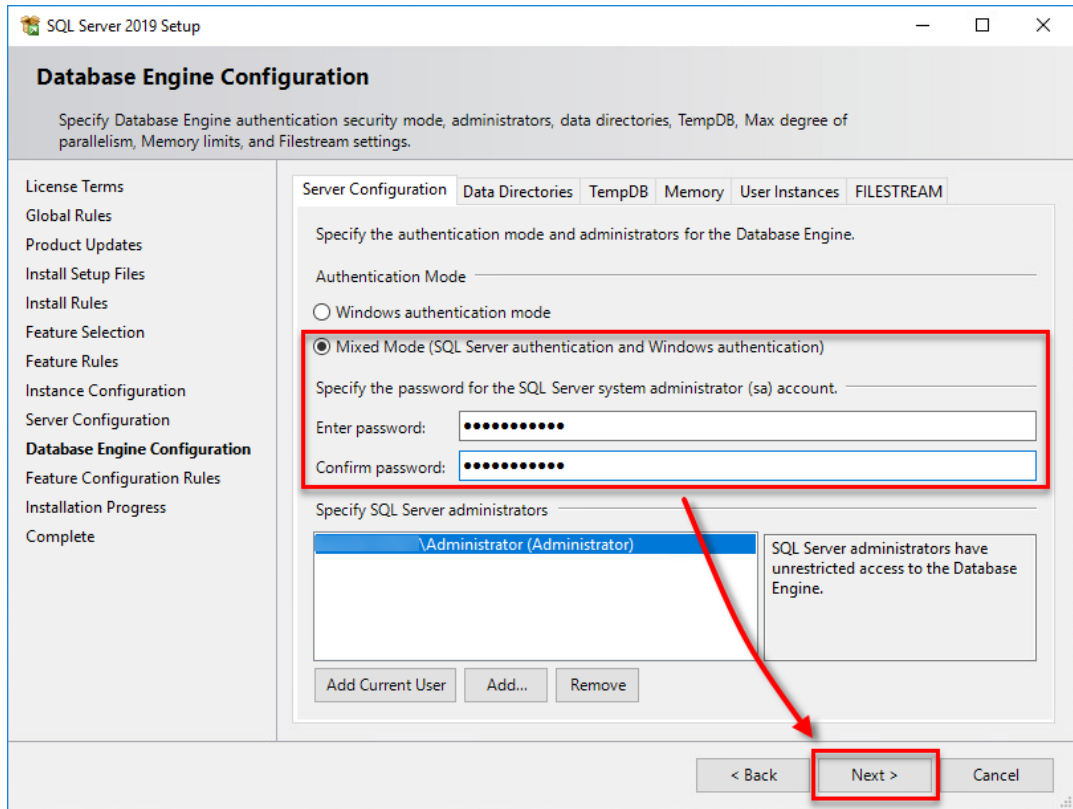 SQL Server 2019 Setup
Database Engine Configuration
Specify Database Engine authentication security mode, administrators, data directories, TempDB, Max degree of
parallelism, Memory limits, and Filestream settings.
License Terms
Global Rules
Product Updates
Install Setup Files
Install Rules
Feature Selection
Feature Rules
Instance Configuration
Server Configuration
Database Engine Configuration
Feature Configuration Rules
Installation Progress
Complete
Server Configuration Data Directories TempDB Memory User Instances FILESTREAM
Specify the authentication mode and administrators for the Database Engine.
Authentication Mode
Windows authentication mode
Mixed Mode (SQL Server authentication and Windows authentication)
Specify the password for the SQL Server system administrator (sa) account.
Enter password: ●●●●●●●●●●●
Confirm password: ●●●●●●●●●●●
Specify SQL Server administrators
\Administrator (Administrator)
SQL Server administrators have
unrestricted access to the Database
Engine.
Add Current User Add... Remove
< Back Next > Cancel